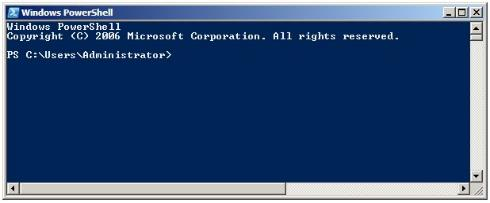 Windows PowerShell
Windows PowerShell
Copyright (C) 2006 Microsoft Corporation. All rights reserved.
PS C:\Users\Administrator>